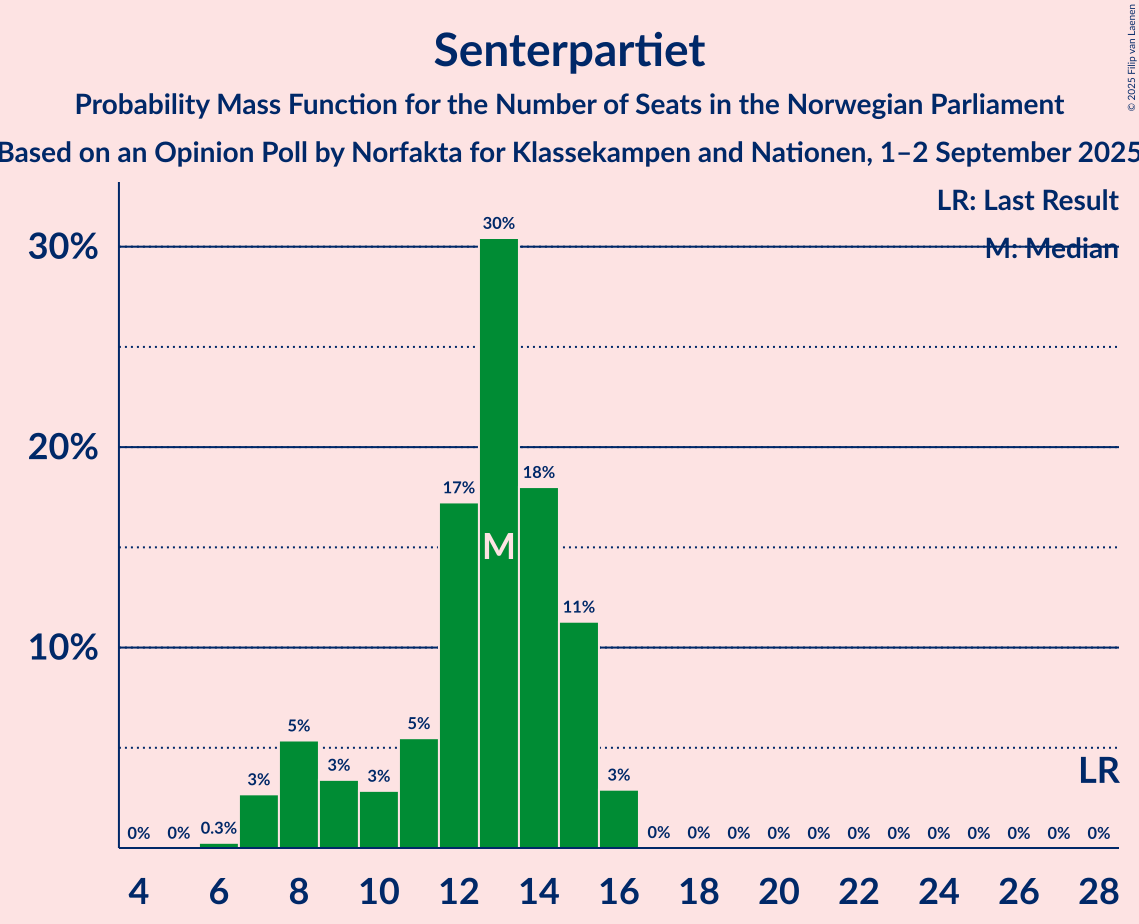 Senterpartiet
Probability Mass Function for the Number of Seats in the Norwegian Parliament
Based on an Opinion Poll by Norfakta for Klassekampen and Nationen, 1–2 September 2025
© 2025 Filip van Laenen
LR: Last Result
M: Median
30%
20%
10%
0% 0% 0.3% 3% 5% 3% 3% 5% 17% 30% 18% 11% 3% 0% 0% 0% 0% 0% 0% 0% 0% 0% 0% 0% 0%
M
LR
4 6 8 10 12 14 16 18 20 22 24 26 28